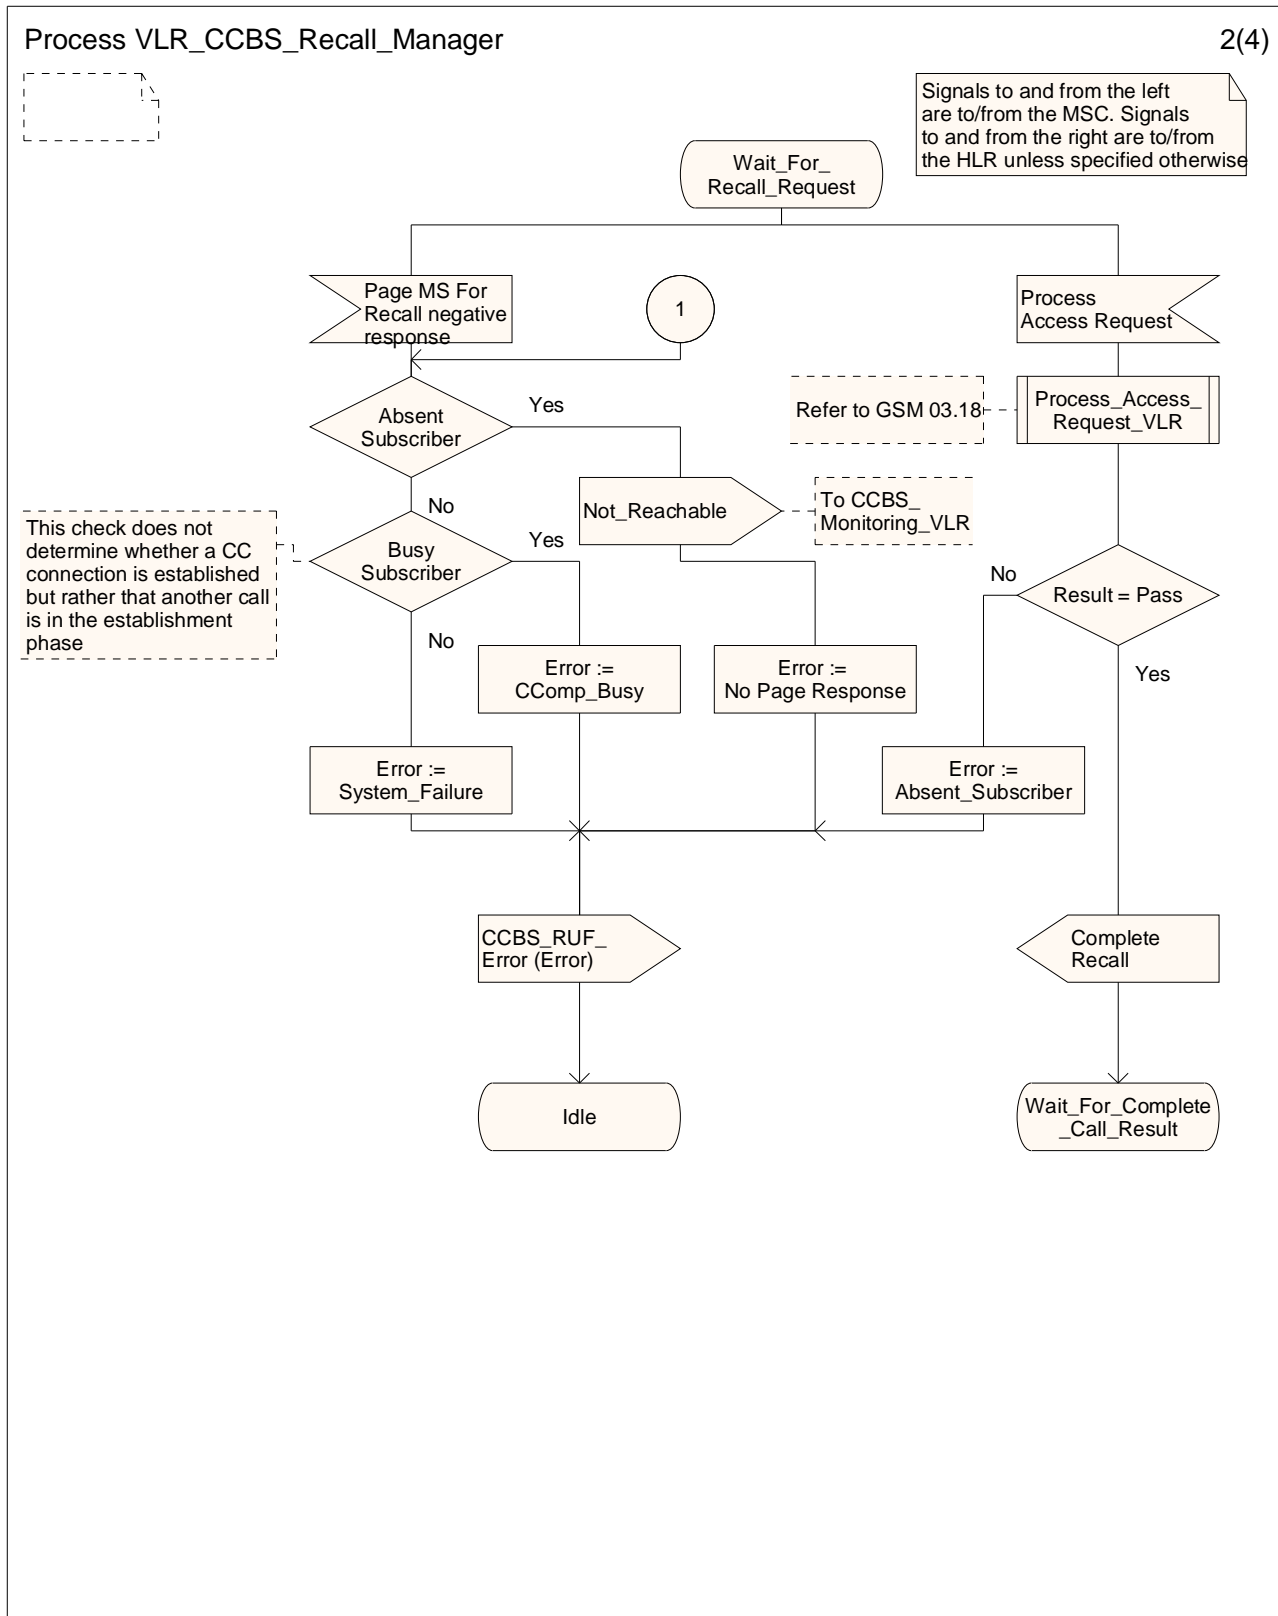 Process VLR_CCBS_Recall_Manager
2(4)
Signals to and from the left
are to/from the MSC. Signals
to and from the right are to/from
the HLR unless specified otherwise
Wait_For_
Recall_Request
Page MS For
Recall negative
response
1
Process
Access Request
Absent
Subscriber
Yes
No
Refer to GSM 03.18
Process_Access_
Request_VLR
Not_Reachable
To CCBS_
Monitoring_VLR
This check does not
determine whether a CC
connection is established
but rather that another call
is in the establishment
phase
Busy
Subscriber
Yes
No
Result = Pass
No
Yes
Error :=
CComp_Busy
Error :=
No Page Response
Error :=
System_Failure
Error :=
Absent_Subscriber
CCBS_RUF_
Error (Error)
Complete
Recall
Idle
Wait_For_Complete
_Call_Result